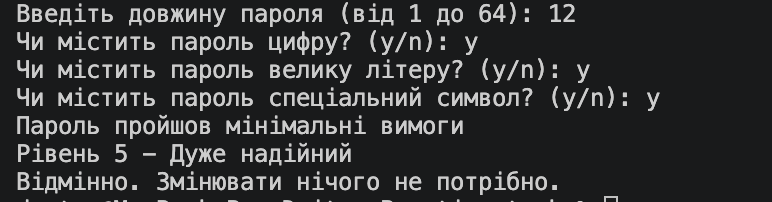 Введіть довжину пароля (від 1 до 64): 12
Чи містить пароль цифру? (y/n): y
Чи містить пароль велику літеру? (y/n): y
Чи містить пароль спеціальний символ? (y/n): y
Пароль пройшов мінімальні вимоги
Рівень 5 – Дуже надійний
Відмінно. Змінювати нічого не потрібно.